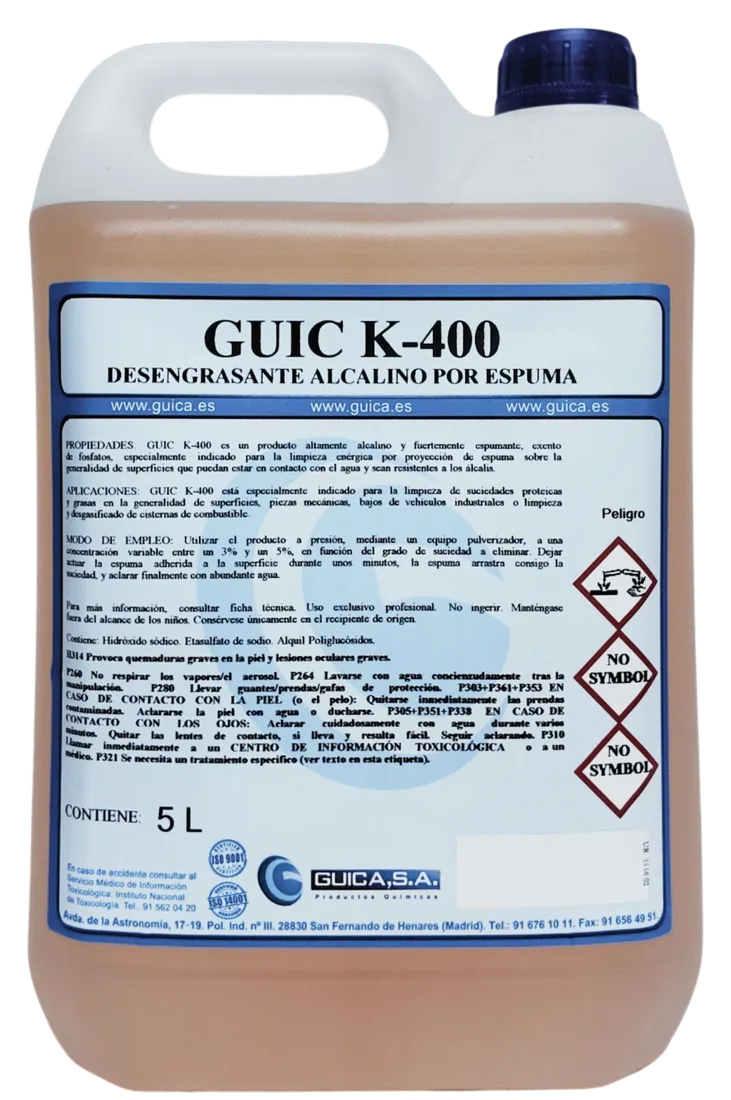 GUIC K-400
DESENGRASANTE ALCALINO POR ESPUMA
www.guica.es www.guica.es www.guica.es
PROPIEDADES: GUIC K-400 es un producto altamente alcalino y fuertemente espumante, exento
de fosfatos, especialmente indicado para la limpieza enérgica por proyección de espuma sobre la
generalidad de superficies que puedan estar en contacto con el agua y sean resistentes a los álcalis.
APLICACIONES: GUIC K-400 está especialmente indicado para la limpieza de suciedades proteicas
y grasas en la generalidad de superficies, piezas mecánicas, bajos de vehículos industriales o limpieza
y desgasificado de cisternas de combustible.
MODO DE EMPLEO: Utilizar el producto a presión, mediante un equipo pulverizador, a una
concentración variable entre un 3% y un 5%, en función del grado de suciedad a eliminar. Dejar
actuar la espuma adherida a la superficie durante unos minutos, la espuma arrastra consigo la
suciedad, y aclarar finalmente con abundante agua.
Para más información, consultar ficha técnica. Uso exclusivo profesional. No ingerir. Manténgase
fuera del alcance de los niños. Consérvese únicamente en el recipiente de origen.
Contiene: Hidróxido sódico. Etasulfato de sodio. Alquil Poliglucósidos.
H314 Provoca quemaduras graves en la piel y lesiones oculares graves.
P260 No respirar los vapores/el aerosol. P264 Lavarse con agua concienzudamente tras la
manipulación. P280 Llevar guantes/prendas/gafas de protección. P303+P361+P353 EN
CASO DE CONTACTO CON LA PIEL (o el pelo): Quitarse inmediatamente las prendas
contaminadas. Aclararse la piel con agua o ducharse. P305+P351+P338 EN CASO DE
CONTACTO CON LOS OJOS: Aclarar cuidadosamente con agua durante varios
minutos. Quitar las lentes de contacto, si lleva y resulta fácil. Seguir aclarando. P310
Llamar inmediatamente a un CENTRO DE INFORMACIÓN TOXICOLÓGICA o a un
médico. P321 Se necesita un tratamiento específico (ver texto en esta etiqueta).
Peligro
NO
SYMBOL
NO
SYMBOL
CONTIENE: 5 L
En caso de accidente consultar al
Servicio Médico de Información
Toxicológica: Instituto Nacional
de Toxicología. Tel.. 91 562 04 20
ISO 9001
ISO 14001
GUICA,S.A.
Productos Químicos
Avda. de la Astronomía, 17-19. Pol. Ind. nº III. 28830 San Fernando de Henares (Madrid). Tel.: 91 676 10 11. Fax: 91 656 49 51.